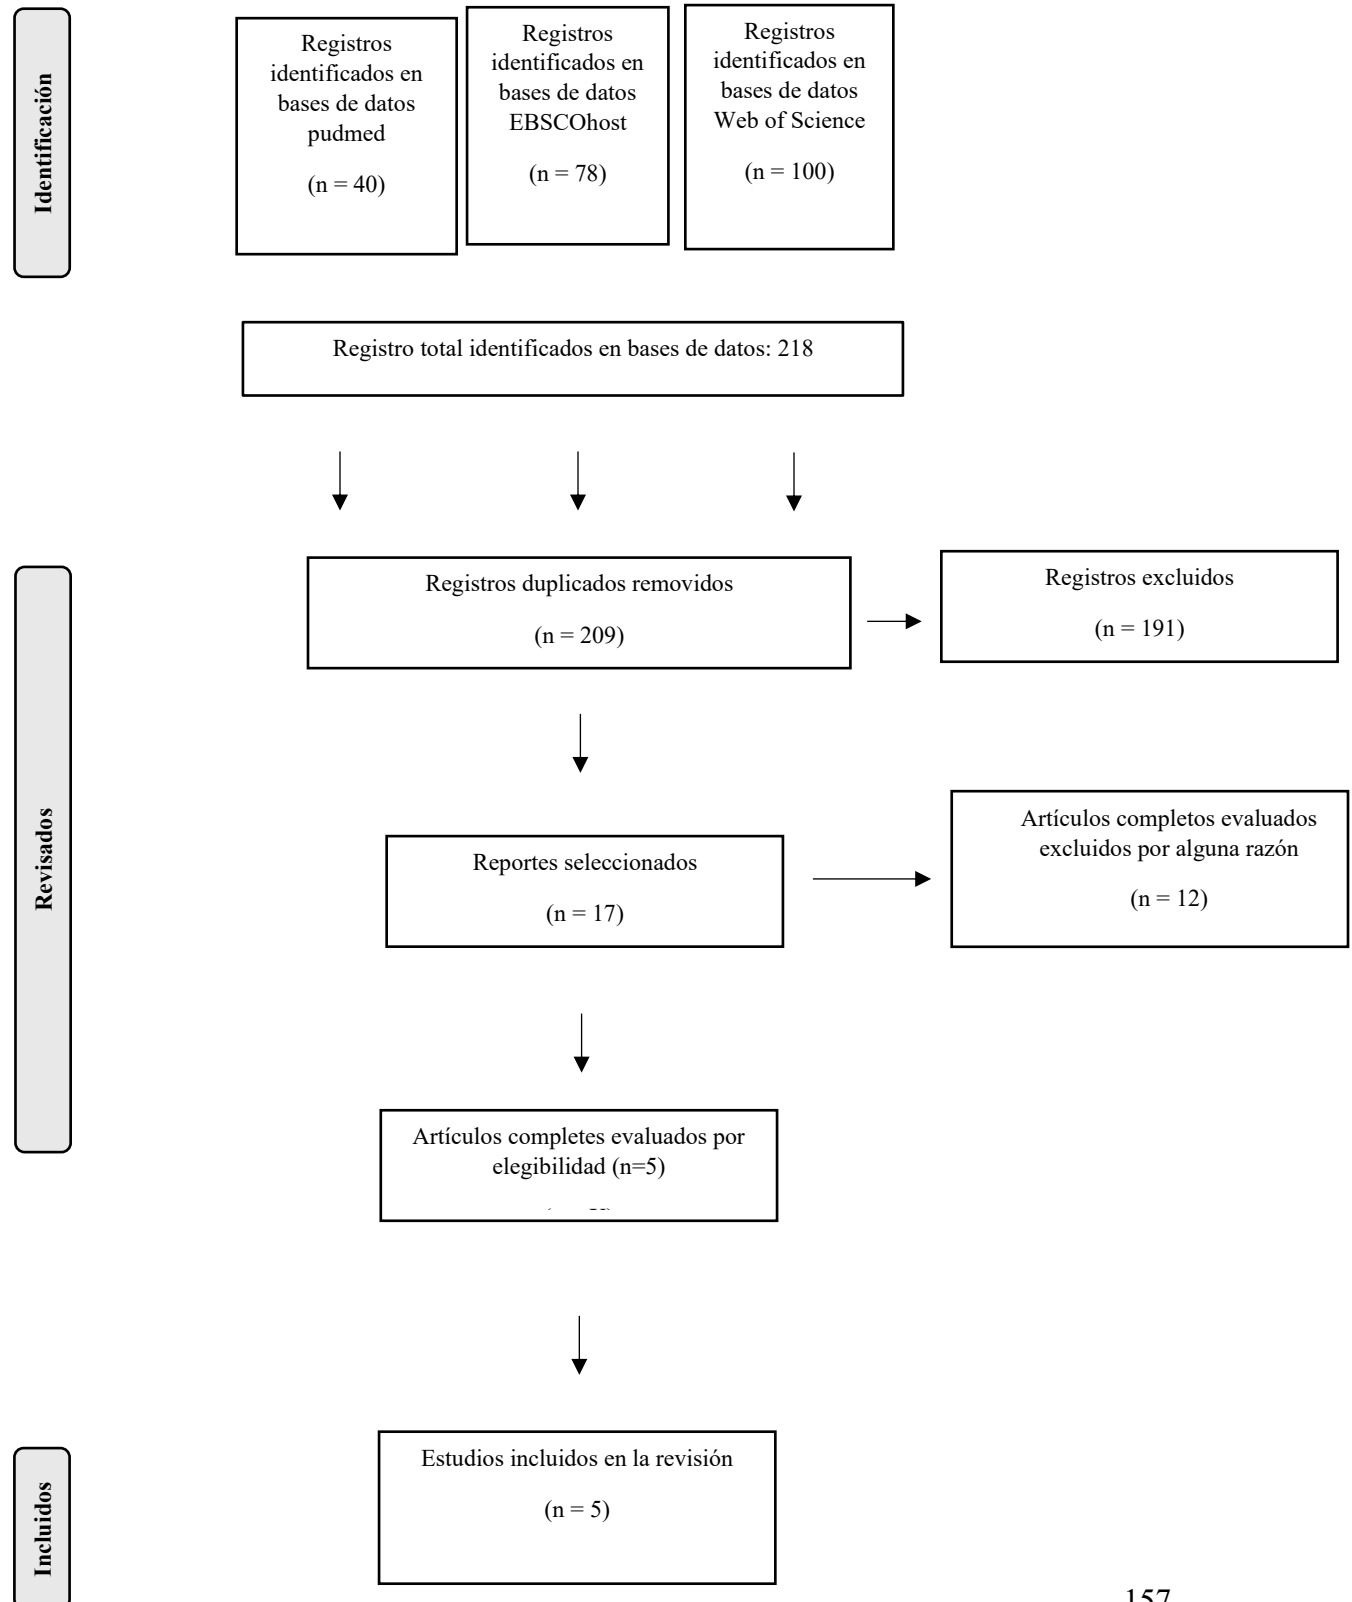 Identificación
Registros
identificados en
bases de datos
pudmed
(n = 40)
Registros
identificados en
bases de datos
EBSCOhost
(n = 78)
Registros
identificados en
bases de datos
Web of Science
(n = 100)
Registro total identificados en bases de datos: 218
Revisados
Registros duplicados removidos
(n = 209)
Registros excluidos
(n = 191)
Reportes seleccionados
(n = 17)
Artículos completos evaluados
excluidos por alguna razón
(n = 12)
Artículos completes evaluados por
elegibilidad (n=5)
Incluidos
Estudios incluidos en la revisión
(n = 5)
157